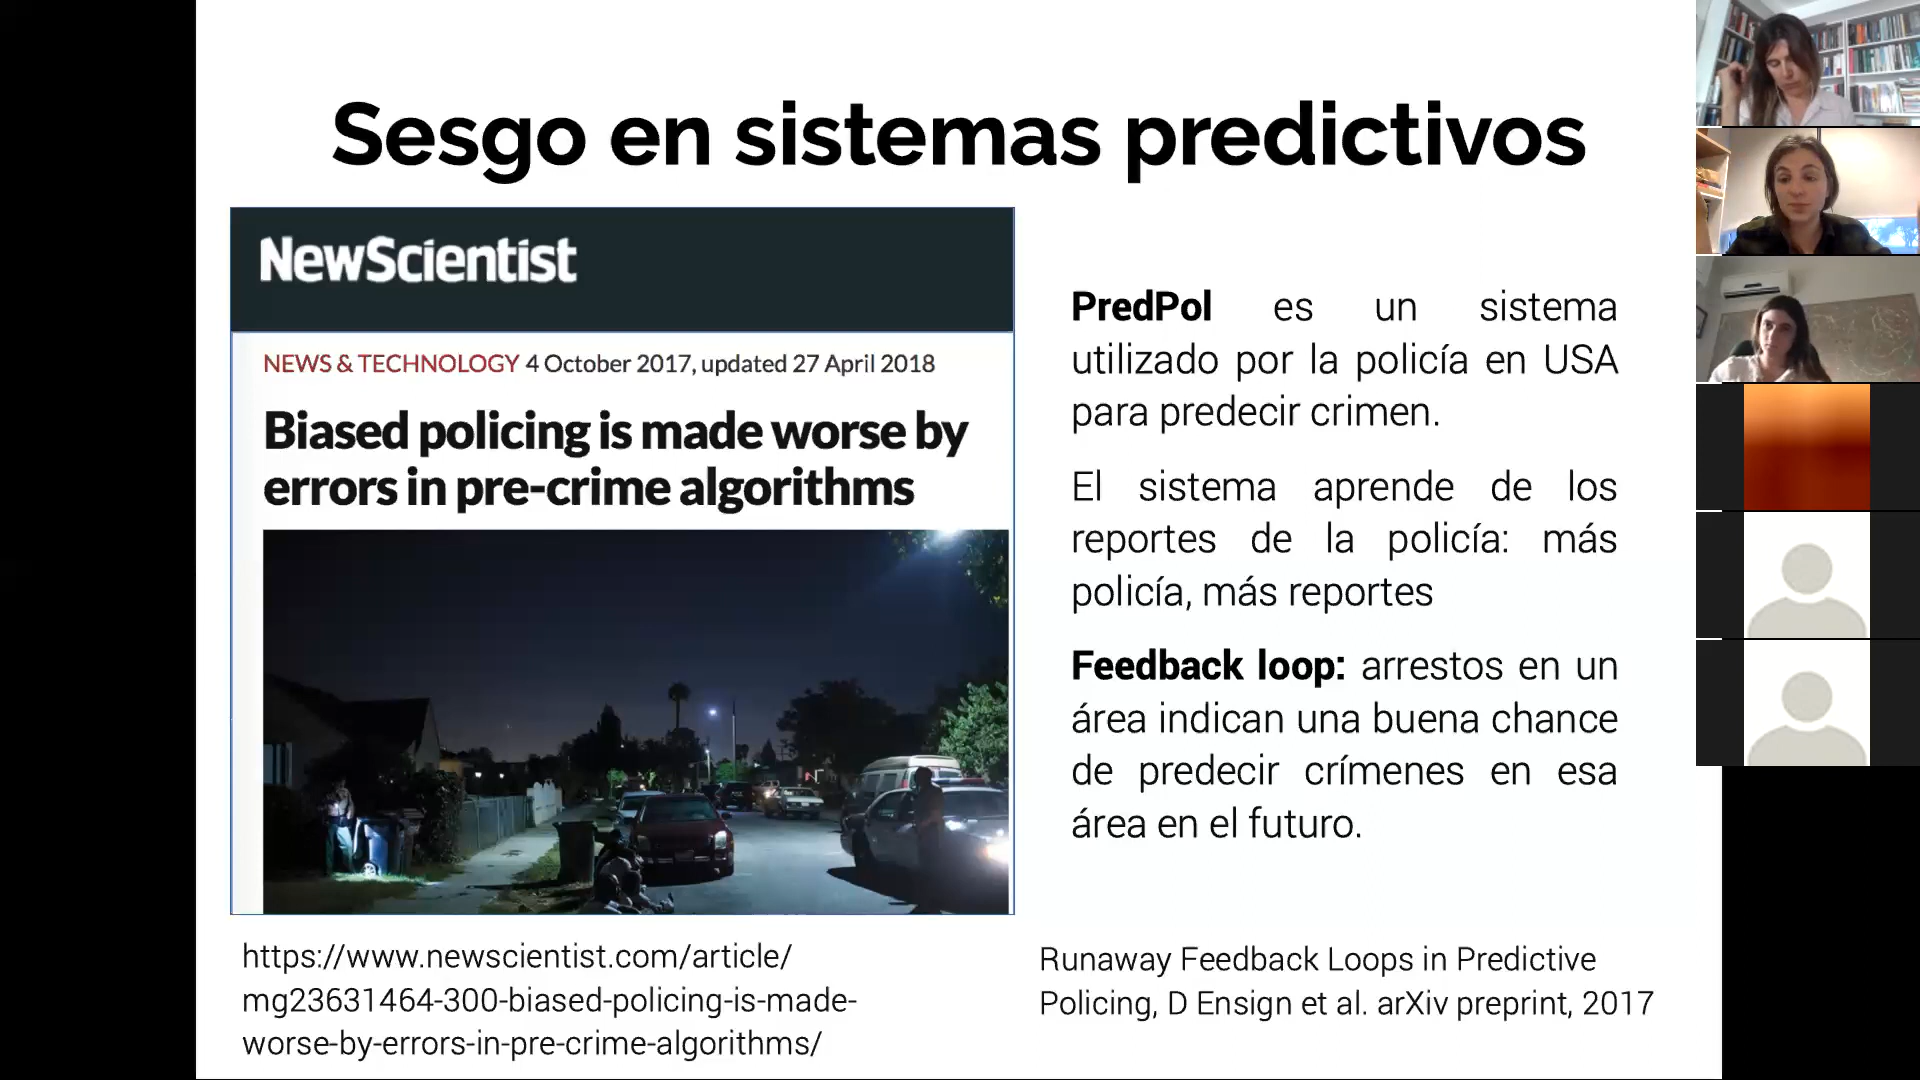 Sesgo en sistemas predictivos
NewScientist
NEWS & TECHNOLOGY 4 October 2017, updated 27 April 2018
Biased policing is made worse by
errors in pre-crime algorithms
PredPol es un sistema
utilizado por la policía en USA
para predecir crimen.
El sistema aprende de los
reportes de la policía: más
policía, más reportes
Feedback loop: arrestos en un
área indican una buena chance
de predecir crímenes en esa
área en el futuro.
https://www.newscientist.com/article/
mg23631464-300-biased-policing-is-made-
worse-by-errors-in-pre-crime-algorithms/
Runaway Feedback Loops in Predictive
Policing, D Ensign et al. arXiv preprint, 2017